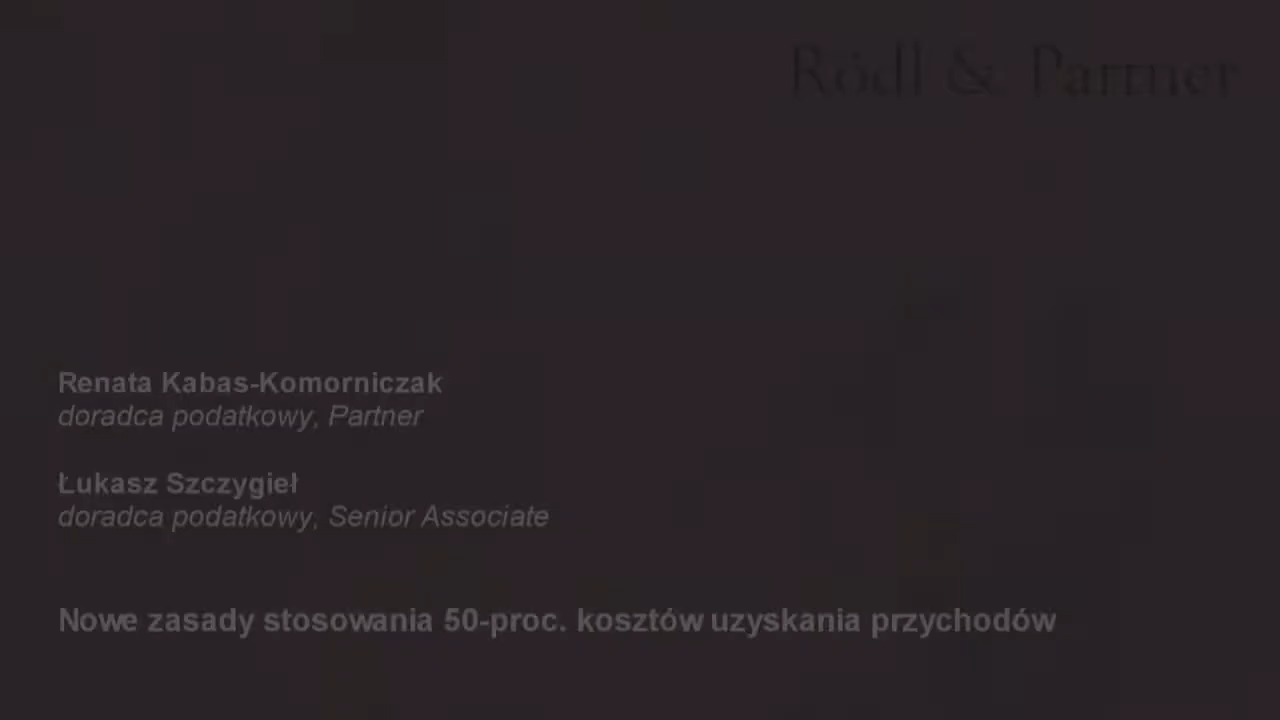 Rödl & Partner
Renata Kabas-Komorniczak
doradca podatkowy, Partner
Łukasz Szczygieł
doradca podatkowy, Senior Associate
Nowe zasady stosowania 50-proc. kosztów uzyskania przychodów